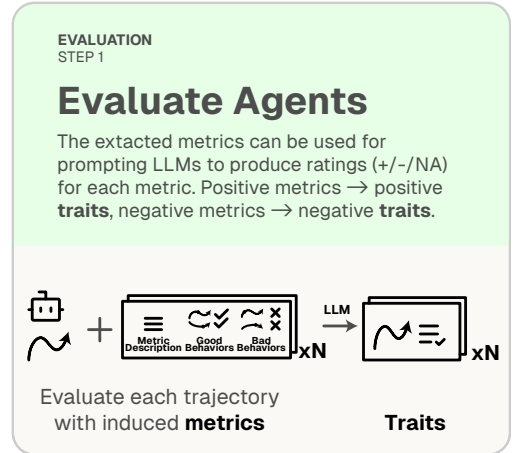 EVALUATION
STEP 1
Evaluate Agents
The extacted metrics can be used for
prompting LLMs to produce ratings (+/-/NA)
for each metric. Positive metrics → positive
traits, negative metrics → negative traits.
+
Metric Description
Good Behaviors
Bad Behaviors
xN
LLM
xN
Evaluate each trajectory
with induced metrics
Traits